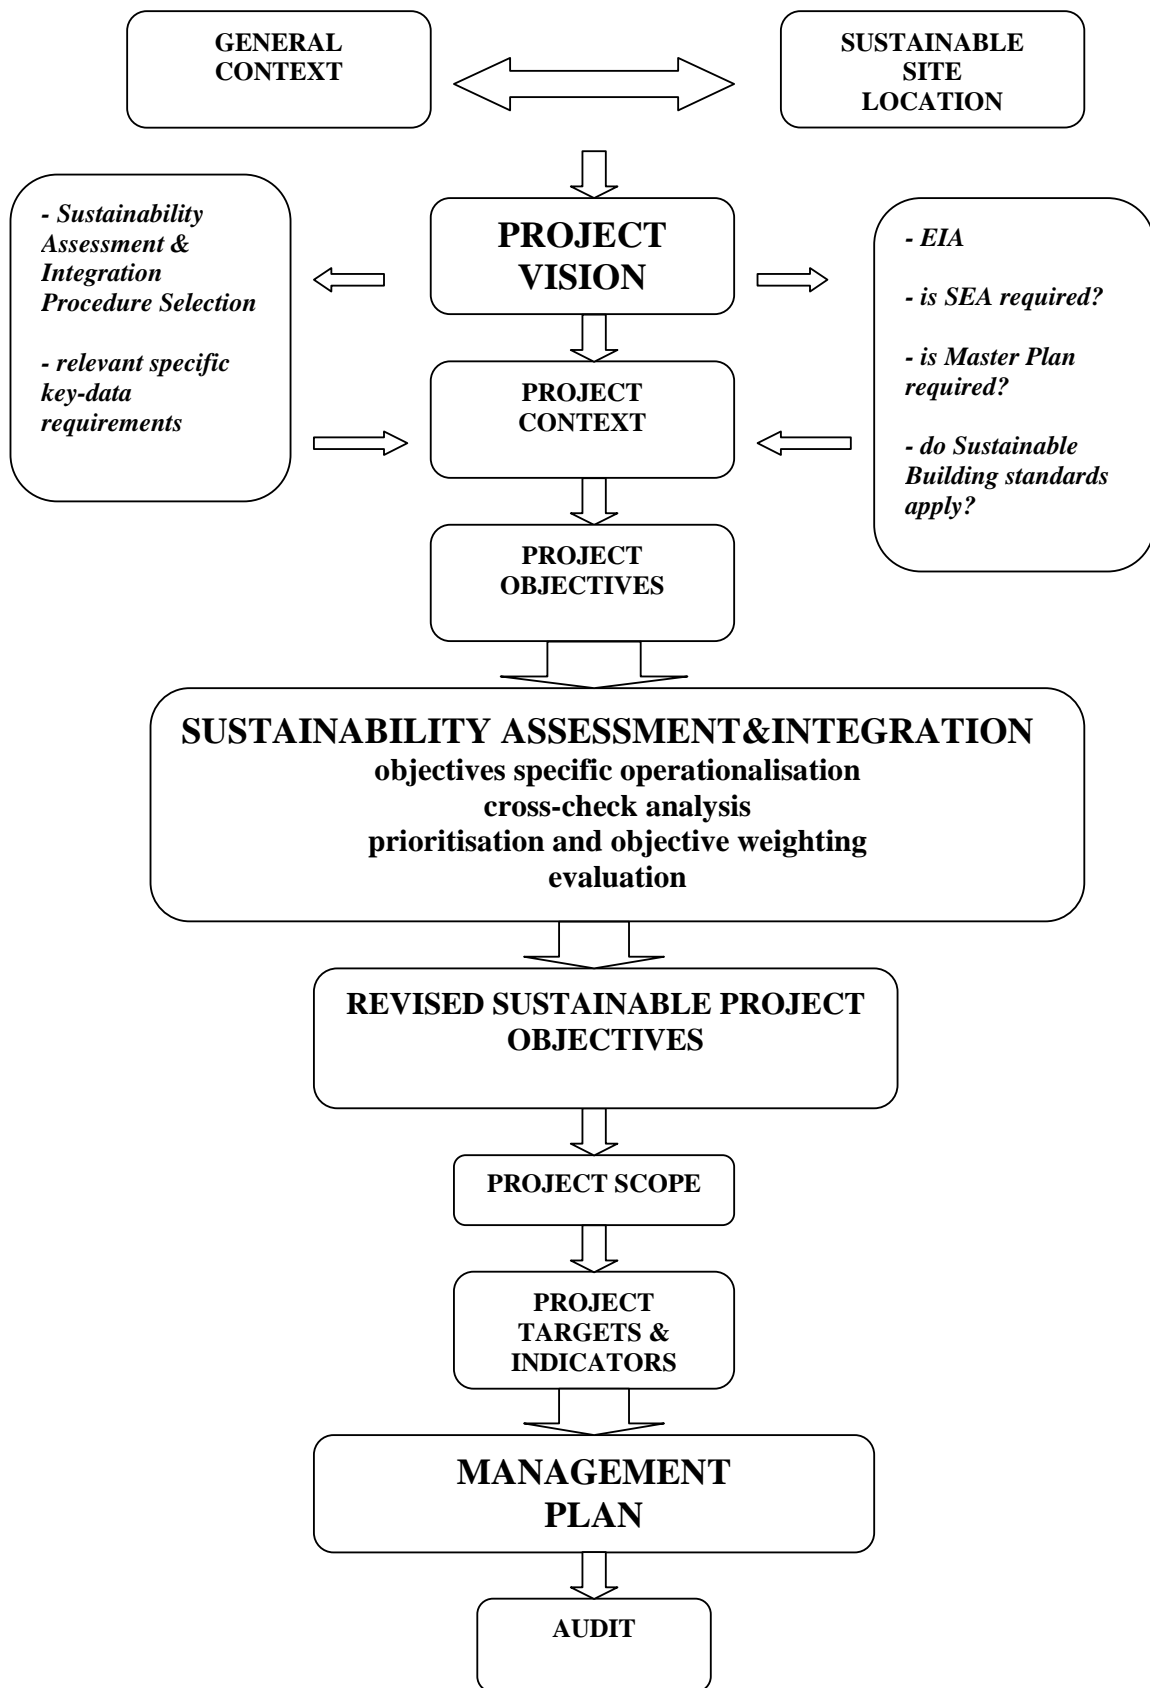 GENERAL
CONTEXT
SUSTAINABLE
SITE
LOCATION
- Sustainability
Assessment &
Integration
Procedure Selection
- relevant specific
key-data
requirements
PROJECT
VISION
- EIA
- is SEA required?
- is Master Plan
required?
- do Sustainable
Building standards
apply?
PROJECT
CONTEXT
PROJECT
OBJECTIVES
SUSTAINABILITY ASSESSMENT&INTEGRATION
objectives specific operationalisation
cross-check analysis
prioritisation and objective weighting
evaluation
REVISED SUSTAINABLE PROJECT
OBJECTIVES
PROJECT SCOPE
PROJECT
TARGETS &
INDICATORS
MANAGEMENT
PLAN
AUDIT